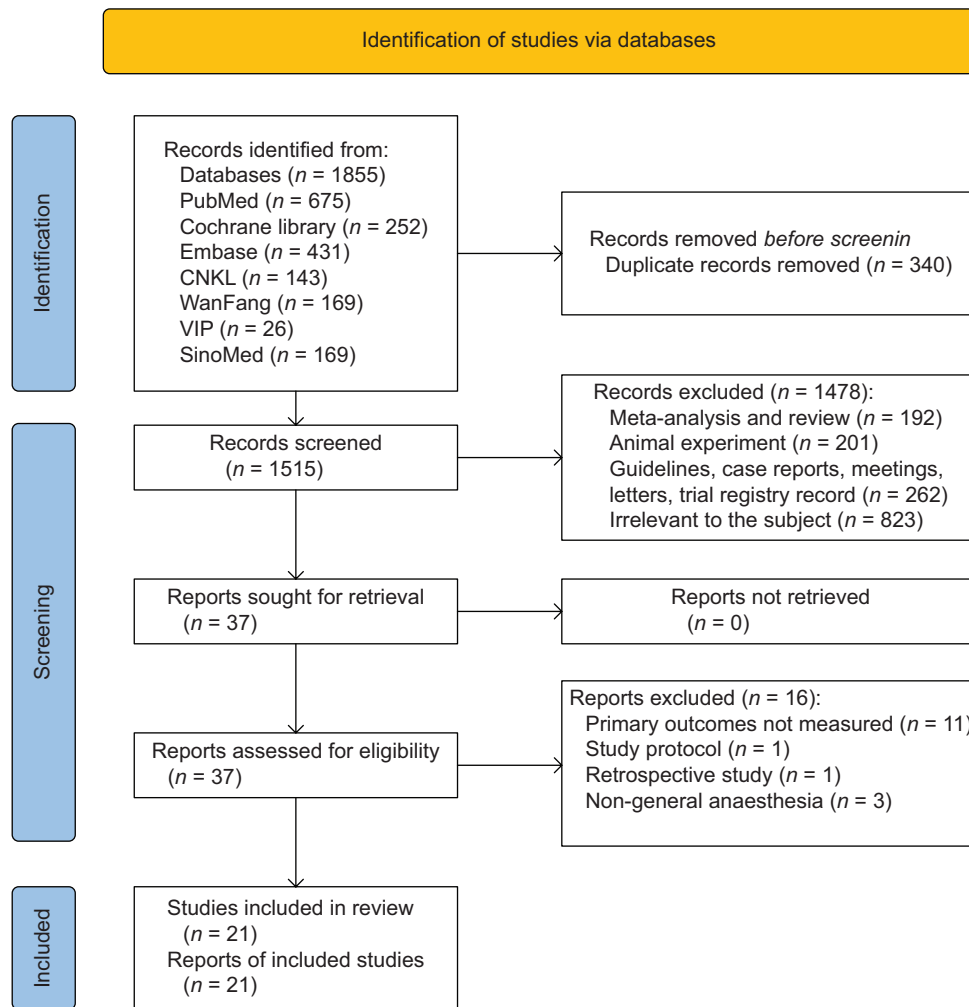 Identification of studies via databases
Identification
Records identified from:
Databases (n = 1855)
PubMed (n = 675)
Cochrane library (n = 252)
Embase (n = 431)
CNKL (n = 143)
WanFang (n = 169)
VIP (n = 26)
SinoMed (n = 169)
Records removed before screenin
Duplicate records removed (n = 340)
Screening
Records screened
(n = 1515)
Records excluded (n = 1478):
Meta-analysis and review (n = 192)
Animal experiment (n = 201)
Guidelines, case reports, meetings,
letters, trial registry record (n = 262)
Irrelevant to the subject (n = 823)
Reports sought for retrieval
(n = 37)
Reports not retrieved
(n = 0)
Reports assessed for eligibility
(n = 37)
Reports excluded (n = 16):
Primary outcomes not measured (n = 11)
Study protocol (n = 1)
Retrospective study (n = 1)
Non-general anaesthesia (n = 3)
Included
Studies included in review
(n = 21)
Reports of included studies
(n = 21)